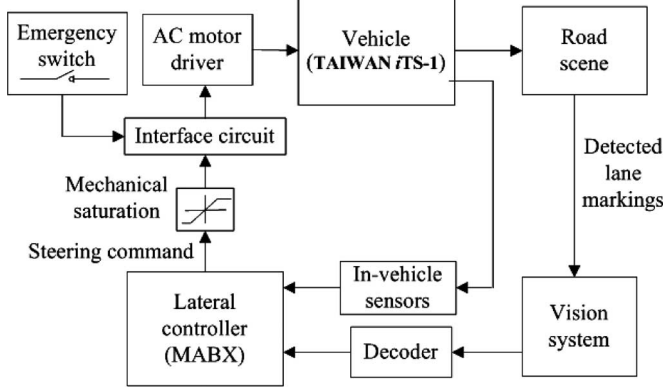 Emergency
switch
AC motor
driver
Vehicle
(TAIWAN iTS-1)
Road
scene
Interface circuit
Detected
lane
markings
Mechanical
saturation
Steering command
Lateral
controller
(MABX)
In-vehicle
sensors
Decoder
Vision
system